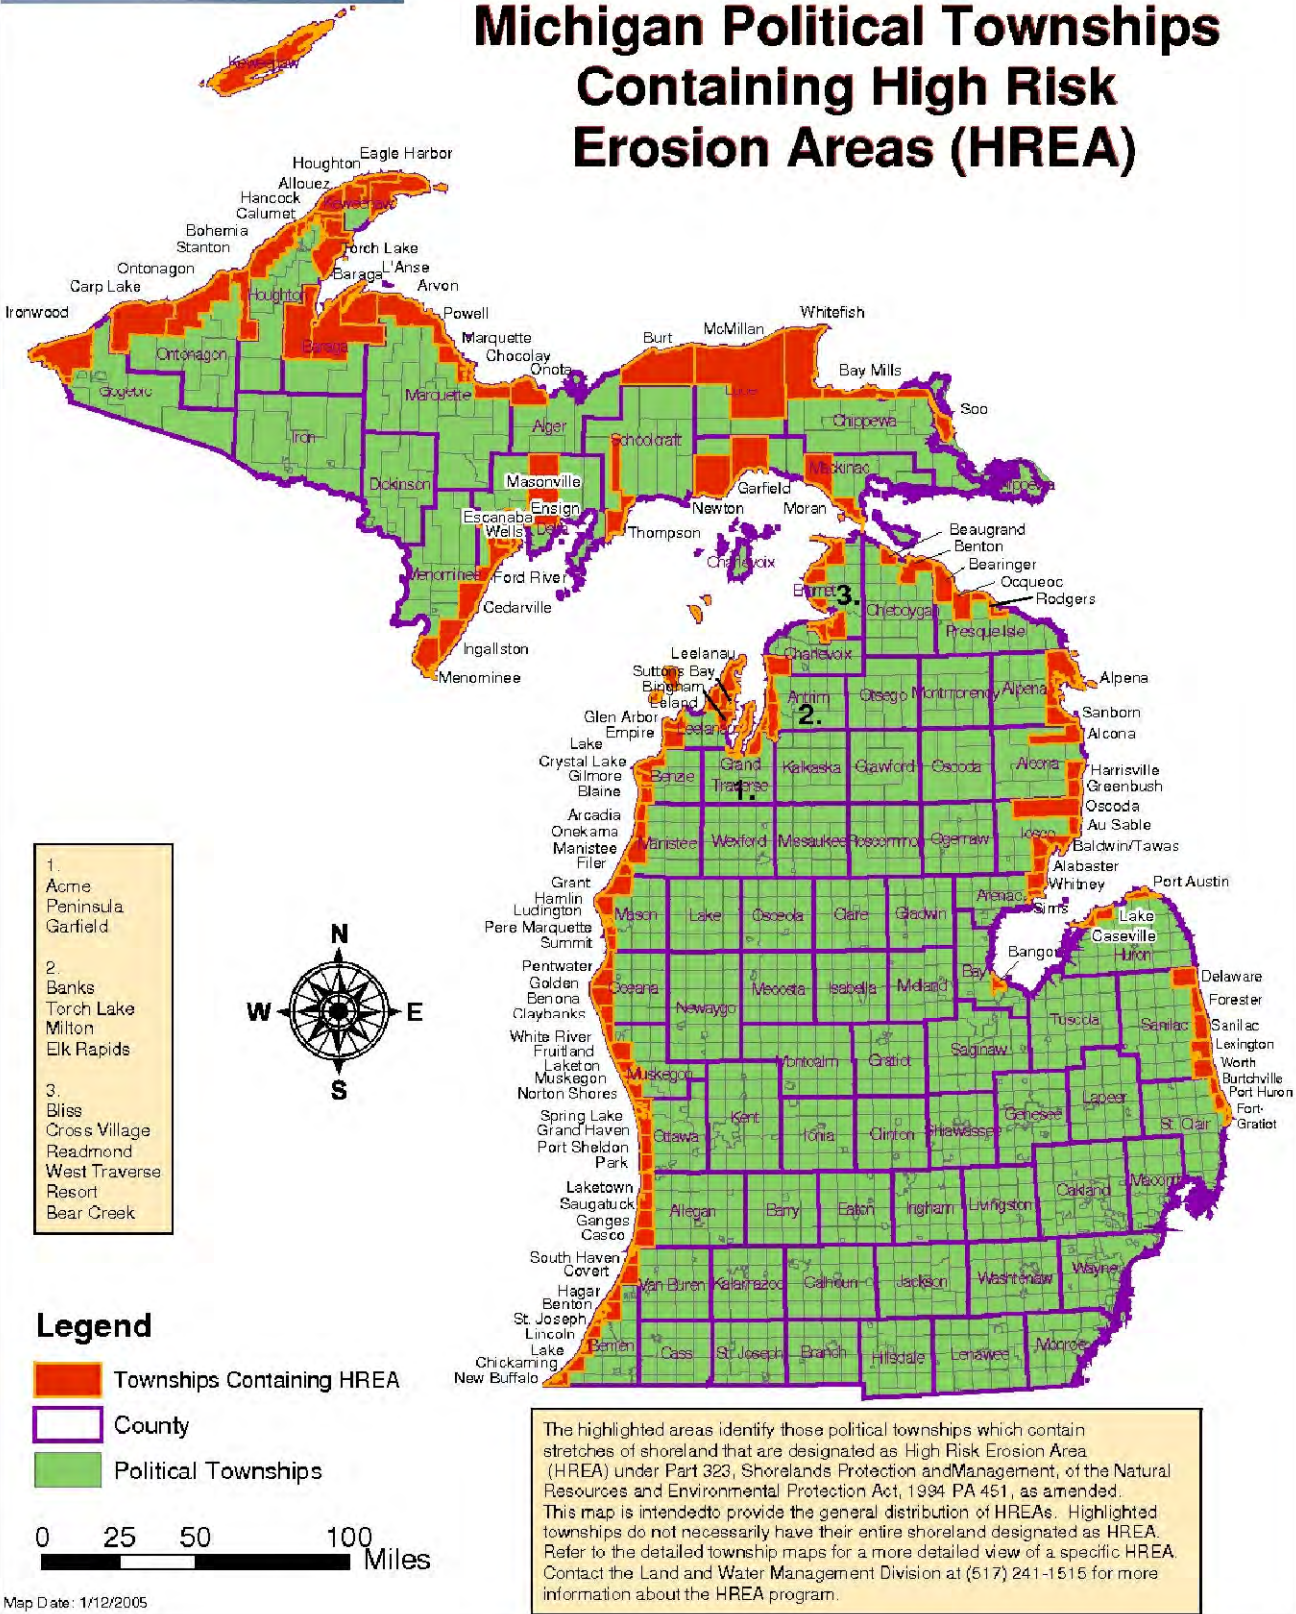 Michigan Political Townships
Containing High Risk
Erosion Areas (HREA)
Keweenaw
Eagle Harbor
Houghton
Allouez
Hancock
Calumet
Keweenaw
Bohemia
Stanton
Torch Lake
Ontonagon
Baraga
L'Anse
Carp Lake
Arvon
Houghton
Ironwood
Powell
Whitefish
McMillan
Burt
Marquette
Chocolay
Onota
Baraga
Ontonagon
Bay Mills
Gogebic
Marquette
Luce
Soo
Alger
Chippewa
Iron
Schoolcraft
Mackinac
Dickinson
Masonville
Garfield
Chippewa
Newton
Moran
Ensign
Escanaba
Wells
Delta
Thompson
Beaugrand
Benton
Charlevoix
Bearinger
Menominee
Ford River
Ocqueoc
Emmet
3.
Rodgers
Cedarville
Cheboygan
Presque Isle
Ingallston
Leelanau
Charlevoix
Menominee
Suttons Bay
Bingham
Leland
Alpena
Antrim
Otsego
Montmorency
Alpena
2.
Glen Arbor
Empire
Leelanau
Sanborn
Alcona
Lake
Crystal Lake
Gilmore
Blaine
Benzie
Grand
Traverse
1.
Kalkaska
Crawford
Oscoda
Alcona
Harrisville
Greenbush
Oscoda
Arcadia
Onekama
Manistee
Filer
Manistee
Wexford
Missaukee
Roscommon
Ogemaw
Iosco
Au Sable
Baldwin/Tawas
Alabaster
Whitney
Port Austin
Grant
Hamlin
Ludington
Pere Marquette
Summit
Mason
Lake
Osceola
Clare
Gladwin
Arenac
Sims
Lake
Caseville
Huron
Bangor
Bay
Pentwater
Golden
Benona
Claybanks
Oceana
Newaygo
Mecosta
Isabella
Midland
Delaware
Forester
Sanilac
Lexington
Worth
Burtchville
Port Huron
Fort-
Gratiot
Tuscola
Sanilac
White River
Fruitland
Laketon
Muskegon
Norton Shores
Muskegon
Montcalm
Gratiot
Saginaw
Lapeer
Genesee
St. Clair
Spring Lake
Grand Haven
Port Sheldon
Park
Ottawa
Kent
Ionia
Clinton
Shiawassee
Laketown
Saugatuck
Ganges
Casco
Allegan
Barry
Eaton
Ingham
Livingston
Oakland
Macomb
South Haven
Covert
Van Buren
Kalamazoo
Calhoun
Jackson
Washtenaw
Wayne
Hagar
Benton
St. Joseph
Lincoln
Lake
Chickaming
New Buffalo
Berrien
Cass
St. Joseph
Branch
Hillsdale
Lenawee
Monroe
1.
Acme
Peninsula
Garfield
2.
Banks
Torch Lake
Milton
Elk Rapids
3.
Bliss
Cross Village
Readmond
West Traverse
Resort
Bear Creek
N
W
E
S
Legend
Townships Containing HREA
County
Political Townships
0 25 50 100
Miles
Map Date: 1/12/2005
The highlighted areas identify those political townships which contain
stretches of shoreland that are designated as High Risk Erosion Area
(HREA) under Part 323, Shorelands Protection andManagement, of the Natural
Resources and Environmental Protection Act, 1994 PA 451, as amended.
This map is intendedto provide the general distribution of HREAs. Highlighted
townships do not necessarily have their entire shoreland designated as HREA.
Refer to the detailed township maps for a more detailed view of a specific HREA.
Contact the Land and Water Management Division at (517) 241-1515 for more
information about the HREA program.